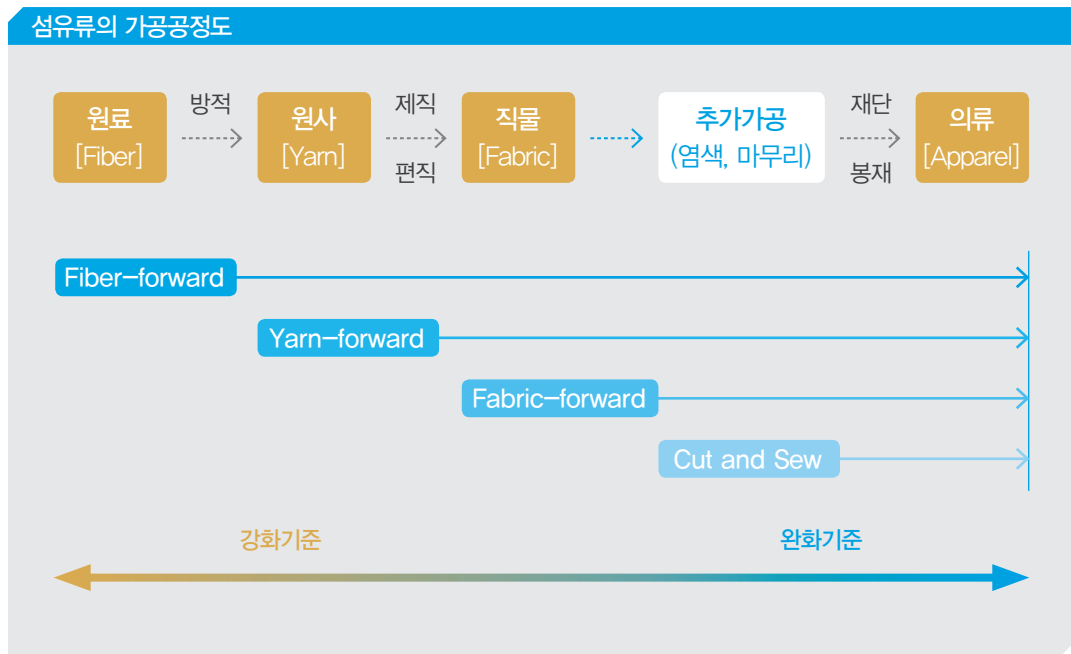 섬유류의 가공공정도
원료
[Fiber]
방적
원사
[Yarn]
제직
편직
직물
[Fabric]
추가가공
(염색, 마무리)
재단
봉재
의류
[Apparel]
Fiber-forward
Yarn-forward
Fabric-forward
Cut and Sew
강화기준
완화기준